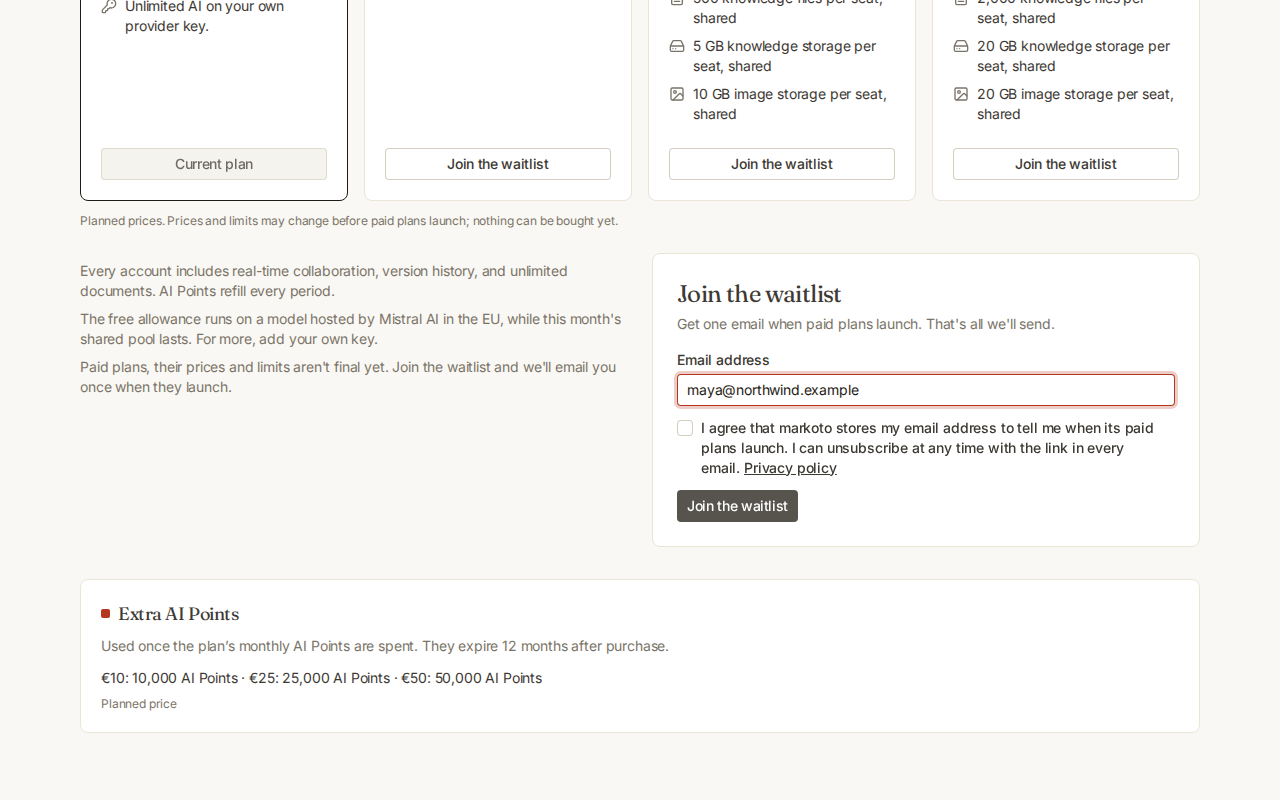 Unlimited AI on your own
provider key.
Current plan
Join the waitlist
500 knowledge files per seat,
shared
5 GB knowledge storage per
seat, shared
10 GB image storage per seat,
shared
Join the waitlist
2,000 knowledge files per
seat, shared
20 GB knowledge storage per
seat, shared
20 GB image storage per seat,
shared
Join the waitlist
Planned prices. Prices and limits may change before paid plans launch; nothing can be bought yet.
Every account includes real-time collaboration, version history, and unlimited
documents. AI Points refill every period.
The free allowance runs on a model hosted by Mistral AI in the EU, while this month's
shared pool lasts. For more, add your own key.
Paid plans, their prices and limits aren't final yet. Join the waitlist and we'll email you
once when they launch.
Join the waitlist
Get one email when paid plans launch. That's all we'll send.
Email address
maya@northwind.example
I agree that markoto stores my email address to tell me when its paid
plans launch. I can unsubscribe at any time with the link in every
email. Privacy policy
Join the waitlist
Extra AI Points
Used once the plan’s monthly AI Points are spent. They expire 12 months after purchase.
€10: 10,000 AI Points · €25: 25,000 AI Points · €50: 50,000 AI Points
Planned price